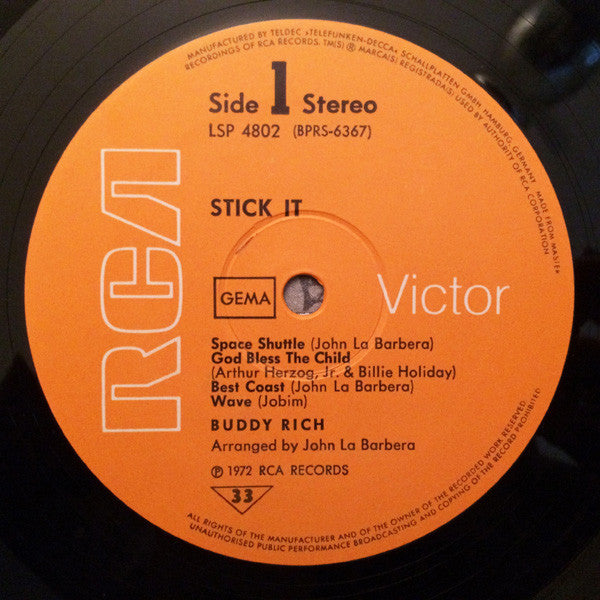 MANUFACTURED BY TELDEC »TELEFUNKEN-DECCA« SCHALLPLATTEN GMBH, HAMBURG, GERMANY MADE FROM MASTER
RECORDINGS OF RCA RECORDS. TM(S) ® MARCA(S) REGISTRADA(S) USED BY AUTHORITY OF RCA CORPORATION
Side 1 Stereo
LSP 4802 (BPRS-6367)
RCA
STICK IT
GEMA
Victor
Space Shuttle (John La Barbera)
God Bless The Child
(Arthur Herzog, Jr. & Billie Holiday)
Best Coast (John La Barbera)
Wave (Jobim)
BUDDY RICH
Arranged by John La Barbera
℗ 1972 RCA RECORDS
33
ALL RIGHTS OF THE MANUFACTURER AND OF THE OWNER OF THE RECORDED WORK RESERVED
UNAUTHORISED PUBLIC PERFORMANCE BROADCASTING AND COPYING OF THE RECORD PROHIBITED